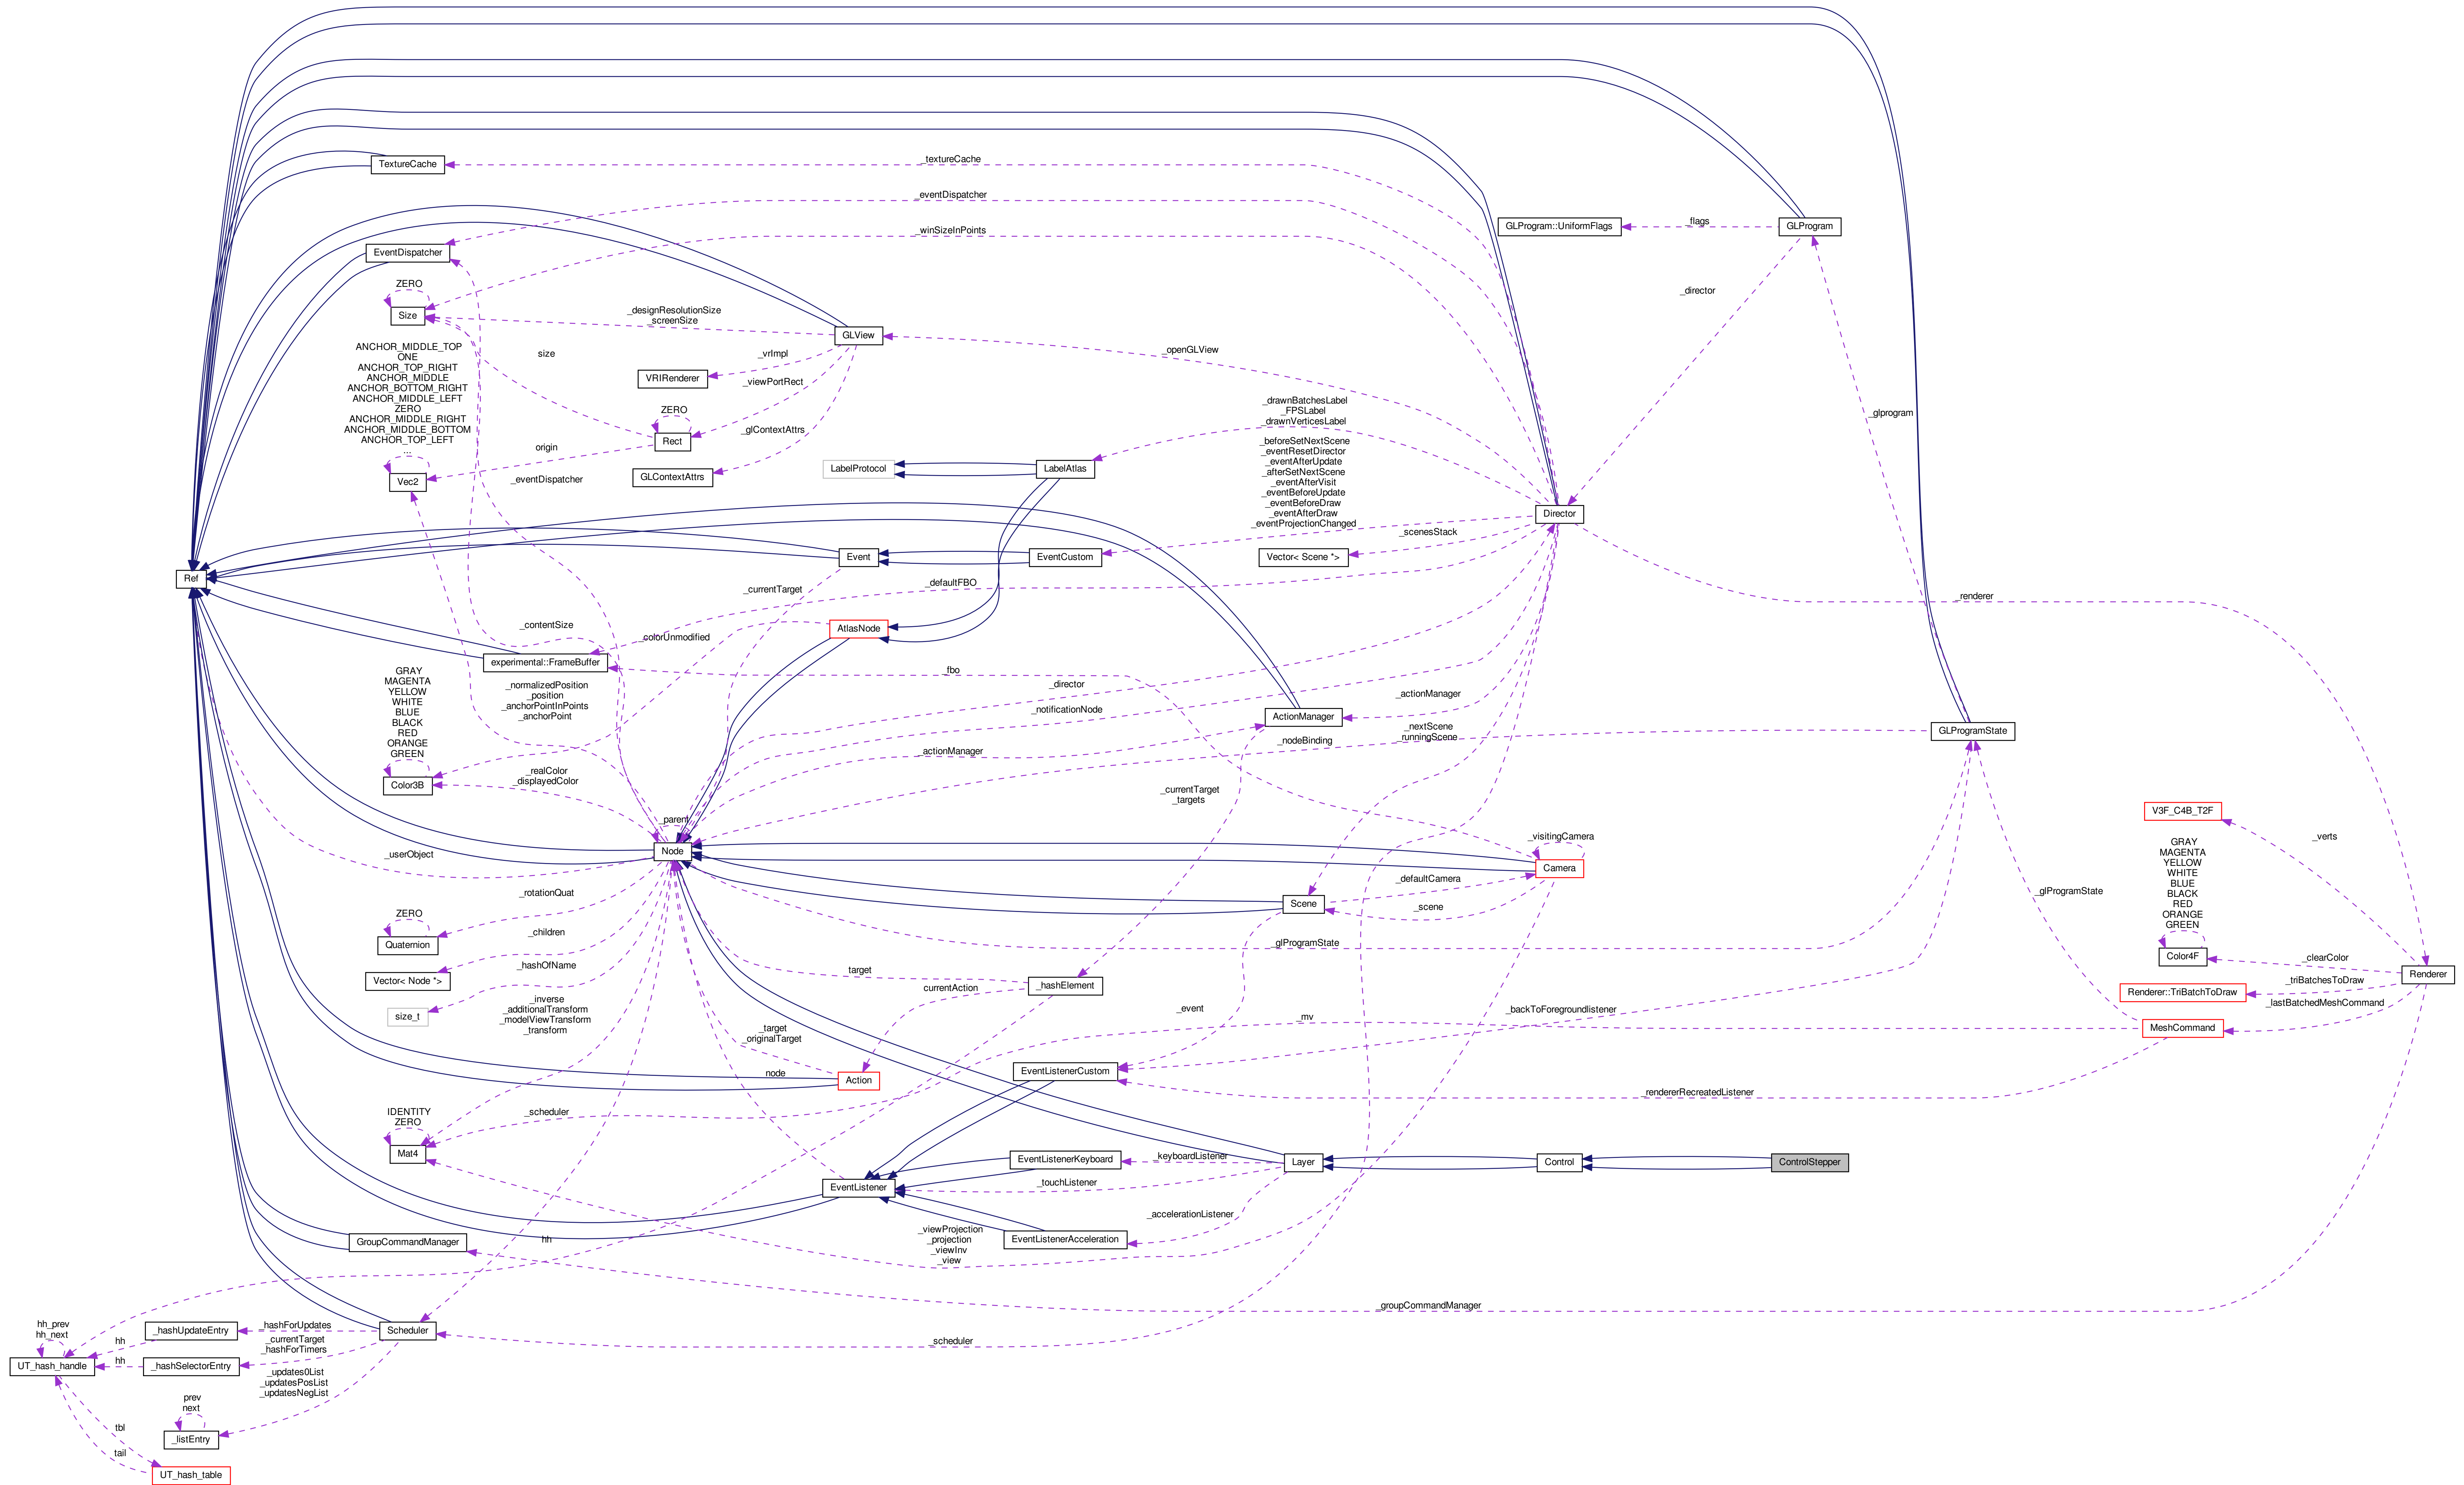 TextureCache
_textureCache
_eventDispatcher
_winSizeInPoints
GLProgram::UniformFlags
_flags
GLProgram
EventDispatcher
ZERO
Size
_designResolutionSize
_screenSize
GLView
_director
_openGLView
size
_vrImpl
VRIRenderer
_viewPortRect
ANCHOR_MIDDLE_TOP
ONE
ANCHOR_TOP_RIGHT
ANCHOR_MIDDLE
ANCHOR_BOTTOM_RIGHT
ANCHOR_MIDDLE_LEFT
ZERO
ANCHOR_MIDDLE_RIGHT
ANCHOR_MIDDLE_BOTTOM
ANCHOR_TOP_LEFT
...
Vec2
ZERO
Rect
origin
_glContextAttrs
GLContextAttrs
_drawnBatchesLabel
_FPSLabel
_drawnVerticesLabel
_glprogram
LabelProtocol
LabelAtlas
_beforeSetNextScene
_eventResetDirector
_eventAfterUpdate
_afterSetNextScene
_eventAfterVisit
_eventBeforeUpdate
_eventBeforeDraw
_eventAfterDraw
_eventProjectionChanged
_eventDispatcher
Director
_scenesStack
Vector< Scene *>
Event
EventCustom
Ref
_currentTarget
_defaultFBO
_renderer
_contentSize
_colorUnmodified
AtlasNode
experimental::FrameBuffer
_fbo
GRAY
MAGENTA
YELLOW
WHITE
BLUE
BLACK
RED
ORANGE
GREEN
Color3B
_normalizedPosition
_position
_anchorPointInPoints
_anchorPoint
_director
_notificationNode
_actionManager
ActionManager
_actionManager
_nodeBinding
_nextScene
_runningScene
GLProgramState
_realColor
_displayedColor
_currentTarget
_targets
_parent
Node
_userObject
_visitingCamera
Camera
V3F_C4B_T2F
_verts
_rotationQuat
ZERO
Quaternion
_defaultCamera
Scene
_scene
_glProgramState
GRAY
MAGENTA
YELLOW
WHITE
BLUE
BLACK
RED
ORANGE
GREEN
Color4F
_children
Vector< Node *>
_glProgramState
_hashOfName
size_t
target
currentAction
_hashElement
_clearColor
Renderer
_triBatchesToDraw
Renderer::TriBatchToDraw
_lastBatchedMeshCommand
MeshCommand
_inverse
_additionalTransform
_modelViewTransform
_transform
_event
_mv
_backToForegroundlistener
_target
_originalTarget
node
Action
EventListenerCustom
_rendererRecreatedListener
IDENTITY
ZERO
Mat4
_scheduler
EventListenerKeyboard
_keyboardListener
Layer
Control
ControlStepper
EventListener
_touchListener
_accelerationListener
EventListenerAcceleration
GroupCommandManager
hh
_viewProjection
_projection
_viewInv
_view
_groupCommandManager
Scheduler
_scheduler
_hashForUpdates
_hashUpdateEntry
hh
hh_prev
hh_next
UT_hash_handle
hh
_hashSelectorEntry
_currentTarget
_hashForTimers
_updates0List
_updatesPosList
_updatesNegList
prev
next
_listEntry
tbl
tail
UT_hash_table